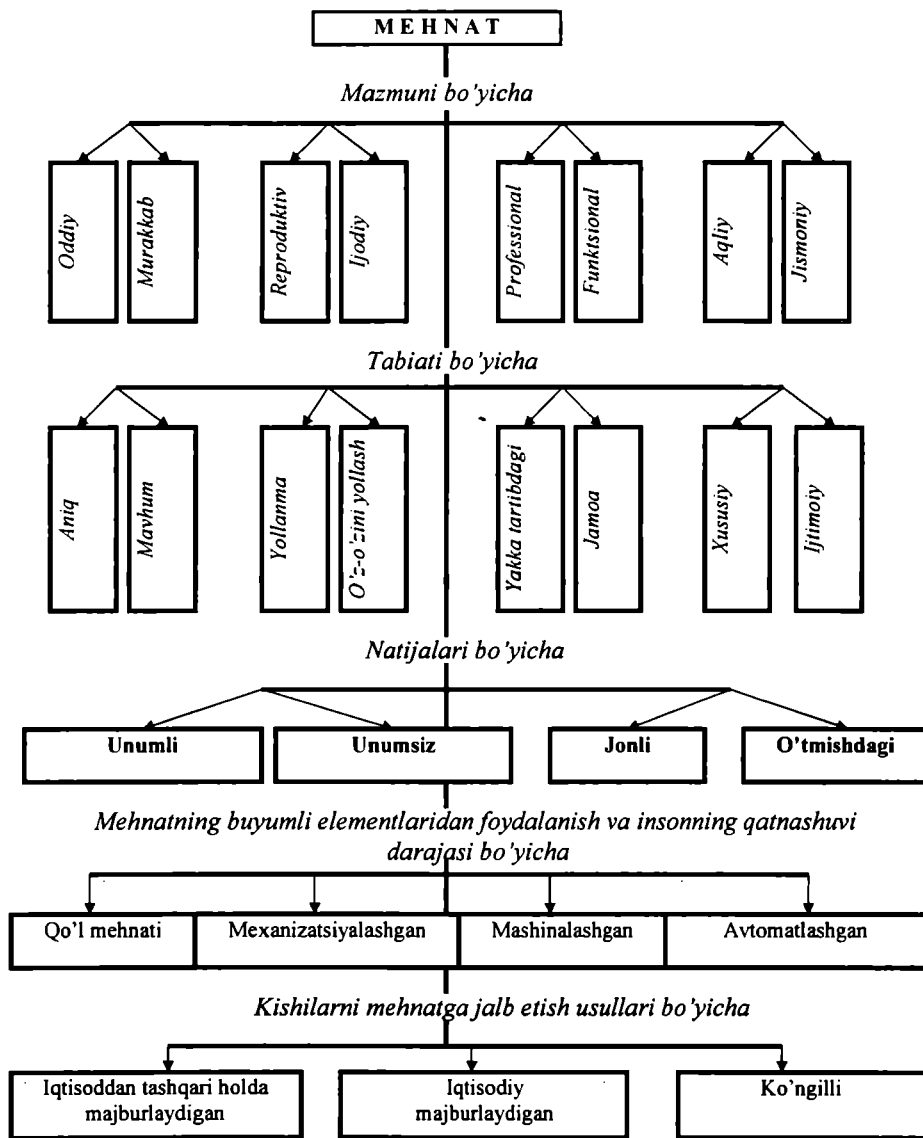 MEHNAT
Mazmuni bo'yicha
Oddiy
Murakkab
Reproduktiv
Ijodiy
Professional
Funktsional
Aqliy
Jismoniy
Tabiati bo'yicha
Aniq
Mavhum
Yollanma
O'z-o'zini yollash
Yakka tartibdagi
Jamoa
Xususiy
Ijtimoiy
Natijalari bo'yicha
Unumli
Unumsiz
Jonli
O'tmishdagi
Mehnatning buyumli elementlaridan foydalanish va insonning qatnashuvi
darajasi bo'yicha
Qo'l mehnati
Mexanizatsiyalashgan
Mashinalashgan
Avtomatlashgan
Kishilarni mehnatga jalb etish usullari bo'yicha
Iqtisoddan tashqari holda
majburlaydigan
Iqtisodiy
majburlaydigan
Ko'ngilli